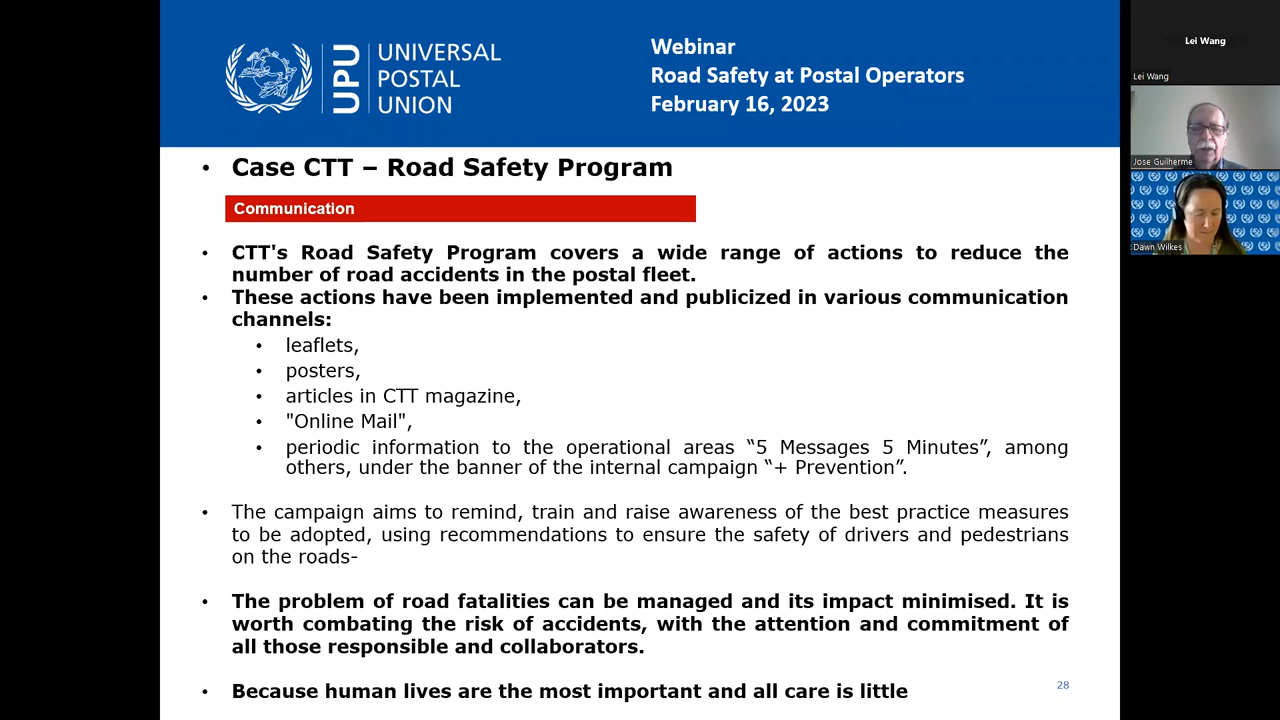 UPU
UNIVERSAL
POSTAL
UNION
Webinar
Road Safety at Postal Operators
February 16, 2023
• Case CTT – Road Safety Program
Communication
• CTT's Road Safety Program covers a wide range of actions to reduce the
number of road accidents in the postal fleet.
• These actions have been implemented and publicized in various communication
channels:
• leaflets,
• posters,
• articles in CTT magazine,
• "Online Mail",
• periodic information to the operational areas “5 Messages 5 Minutes”, among
others, under the banner of the internal campaign “+ Prevention”.
• The campaign aims to remind, train and raise awareness of the best practice measures
to be adopted, using recommendations to ensure the safety of drivers and pedestrians
on the roads-
• The problem of road fatalities can be managed and its impact minimised. It is
worth combating the risk of accidents, with the attention and commitment of
all those responsible and collaborators.
• Because human lives are the most important and all care is little
28
Lei Wang
Lei Wang
Jose Guilherme
Dawn Wilkes